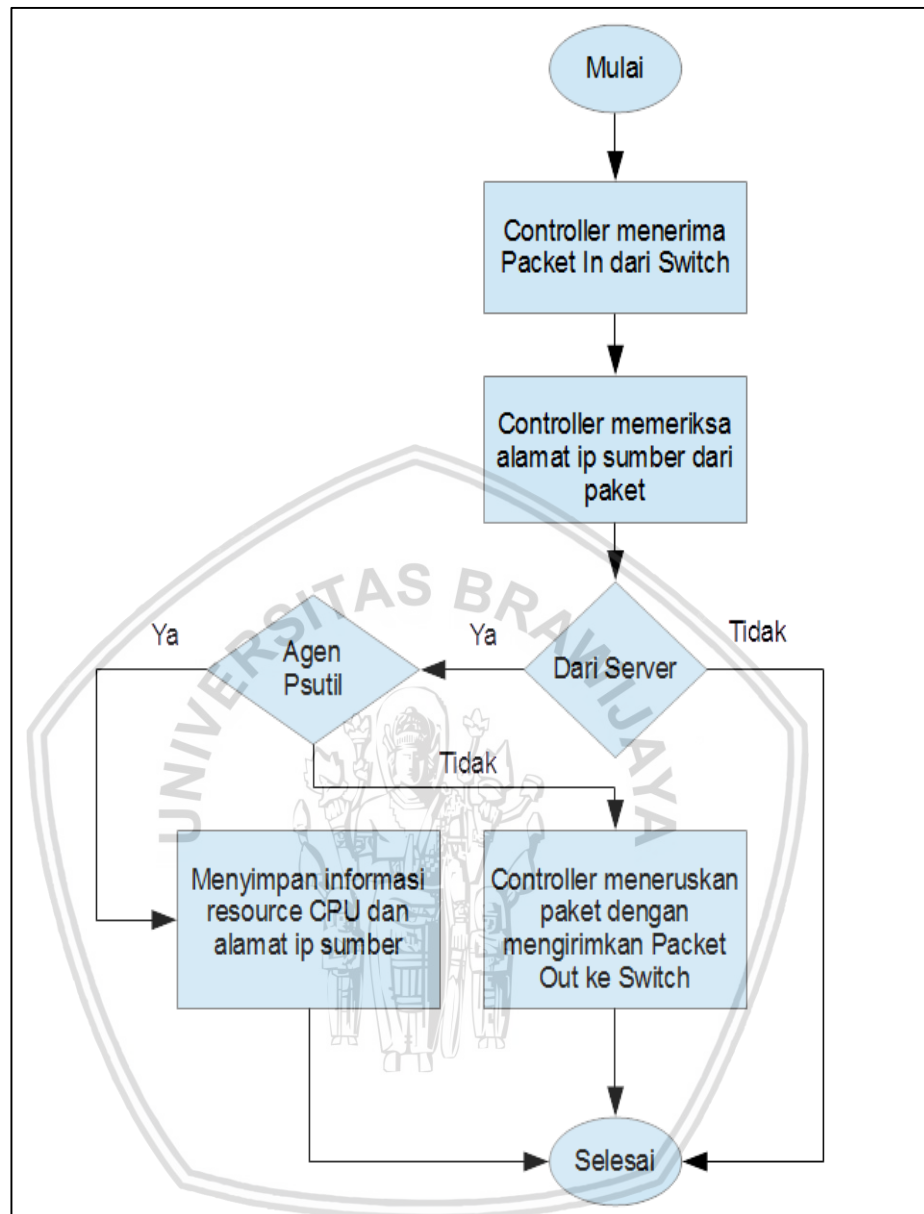 Mulai
Controller menerima
Packet In dari Switch
Controller memeriksa
alamat ip sumber dari
paket
UNIVERSITAS BRAWIJAYA
Ya
Agen
Psutil
Ya
Dari Server
Tidak
Tidak
Menyimpan informasi
resource CPU dan
alamat ip sumber
Controller meneruskan
paket dengan
mengirimkan Packet
Out ke Switch
Selesai